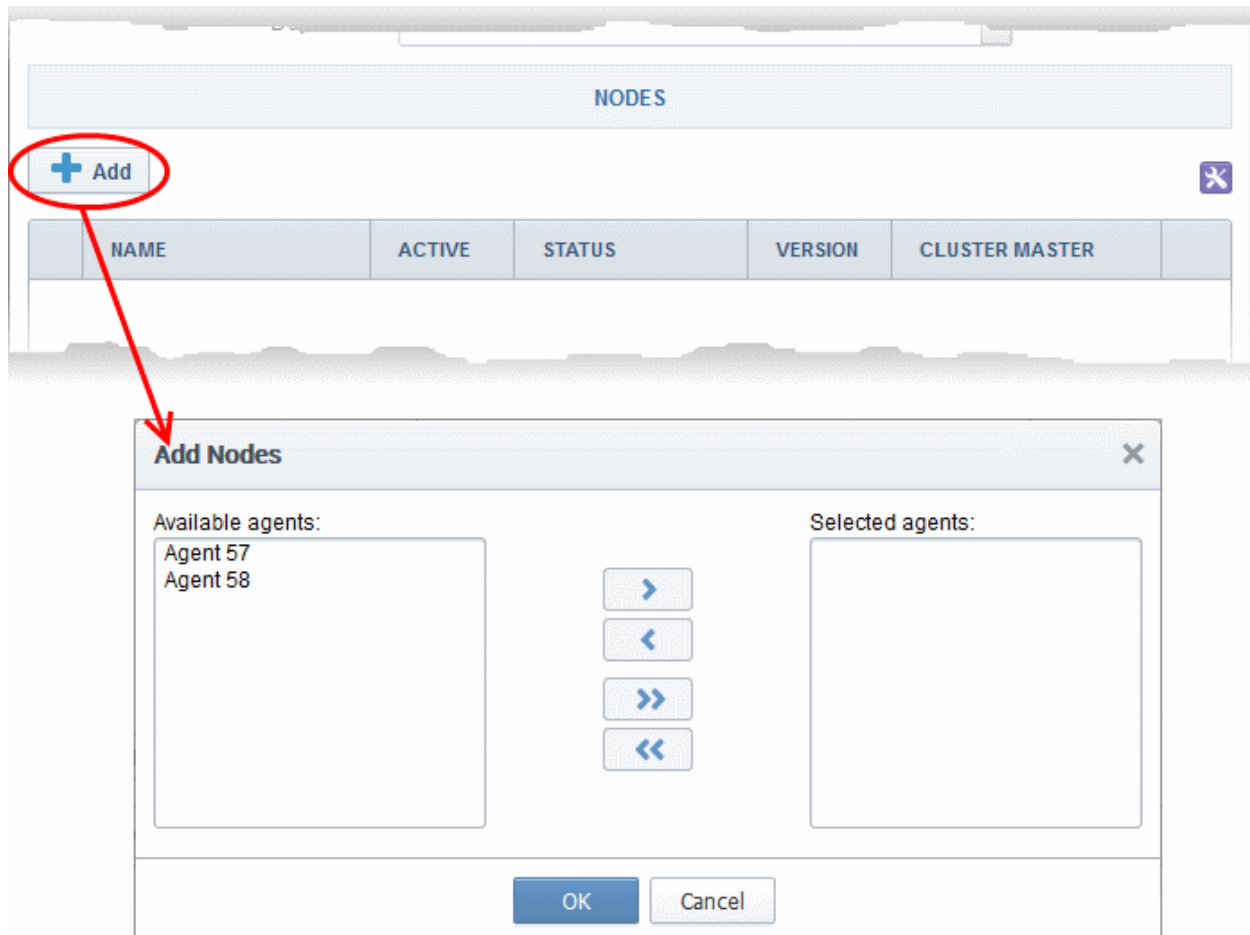 NODES
Add
NAME ACTIVE STATUS VERSION CLUSTER MASTER
Add Nodes
Available agents: Selected agents:
Agent 57
Agent 58
OK Cancel